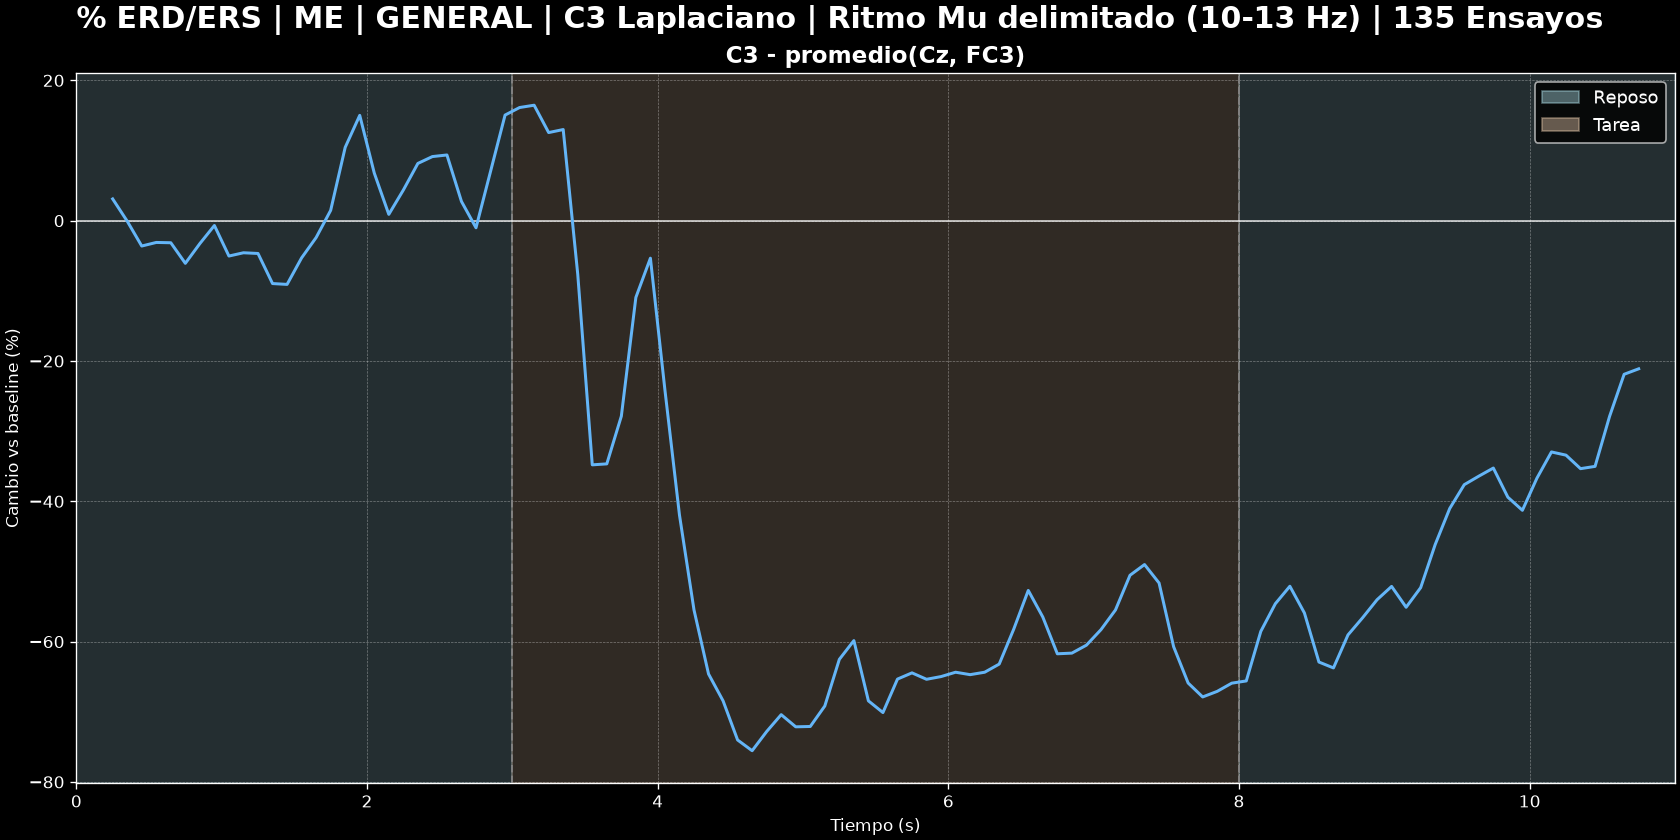 % ERD/ERS | ME | GENERAL | C3 Laplaciano | Ritmo Mu delimitado (10-13 Hz) | 135 Ensayos
C3 - promedio(Cz, FC3)
Reposo
Tarea
Cambio vs baseline (%)
20
0
−20
−40
−60
−80
0 2 4 6 8 10
Tiempo (s)